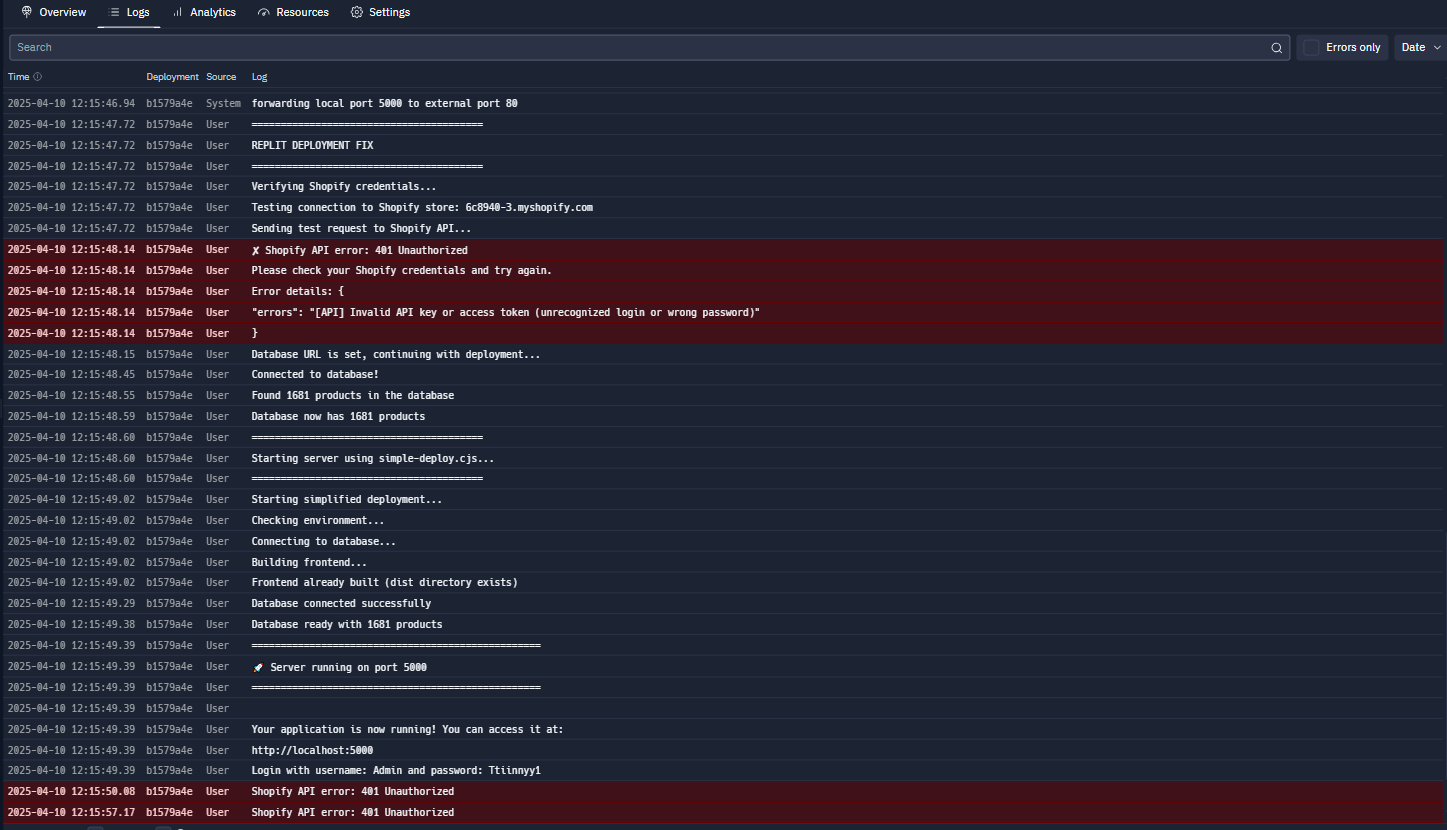 Overview Logs Analytics Resources Settings
Search Errors only Date
Time Deployment Source Log
2025-04-10 12:15:46.94 b1579a4e System forwarding local port 5000 to external port 80
2025-04-10 12:15:47.72 b1579a4e User ========================================
2025-04-10 12:15:47.72 b1579a4e User REPLIT DEPLOYMENT FIX
2025-04-10 12:15:47.72 b1579a4e User ========================================
2025-04-10 12:15:47.72 b1579a4e User Verifying Shopify credentials...
2025-04-10 12:15:47.72 b1579a4e User Testing connection to Shopify store: 6c8940-3.myshopify.com
2025-04-10 12:15:47.72 b1579a4e User Sending test request to Shopify API...
2025-04-10 12:15:48.14 b1579a4e User ✘ Shopify API error: 401 Unauthorized
2025-04-10 12:15:48.14 b1579a4e User Please check your Shopify credentials and try again.
2025-04-10 12:15:48.14 b1579a4e User Error details: {
2025-04-10 12:15:48.14 b1579a4e User "errors": "[API] Invalid API key or access token (unrecognized login or wrong password)"
2025-04-10 12:15:48.14 b1579a4e User }
2025-04-10 12:15:48.15 b1579a4e User Database URL is set, continuing with deployment...
2025-04-10 12:15:48.45 b1579a4e User Connected to database!
2025-04-10 12:15:48.55 b1579a4e User Found 1681 products in the database
2025-04-10 12:15:48.59 b1579a4e User Database now has 1681 products
2025-04-10 12:15:48.60 b1579a4e User ========================================
2025-04-10 12:15:48.60 b1579a4e User Starting server using simple-deploy.cjs...
2025-04-10 12:15:48.60 b1579a4e User ========================================
2025-04-10 12:15:49.02 b1579a4e User Starting simplified deployment...
2025-04-10 12:15:49.02 b1579a4e User Checking environment...
2025-04-10 12:15:49.02 b1579a4e User Connecting to database...
2025-04-10 12:15:49.02 b1579a4e User Building frontend...
2025-04-10 12:15:49.02 b1579a4e User Frontend already built (dist directory exists)
2025-04-10 12:15:49.29 b1579a4e User Database connected successfully
2025-04-10 12:15:49.38 b1579a4e User Database ready with 1681 products
2025-04-10 12:15:49.39 b1579a4e User ==================================================
2025-04-10 12:15:49.39 b1579a4e User 🚀 Server running on port 5000
2025-04-10 12:15:49.39 b1579a4e User ==================================================
2025-04-10 12:15:49.39 b1579a4e User
2025-04-10 12:15:49.39 b1579a4e User Your application is now running! You can access it at:
2025-04-10 12:15:49.39 b1579a4e User http://localhost:5000
2025-04-10 12:15:49.39 b1579a4e User Login with username: Admin and password: Ttiinnyy1
2025-04-10 12:15:50.08 b1579a4e User Shopify API error: 401 Unauthorized
2025-04-10 12:15:57.17 b1579a4e User Shopify API error: 401 Unauthorized